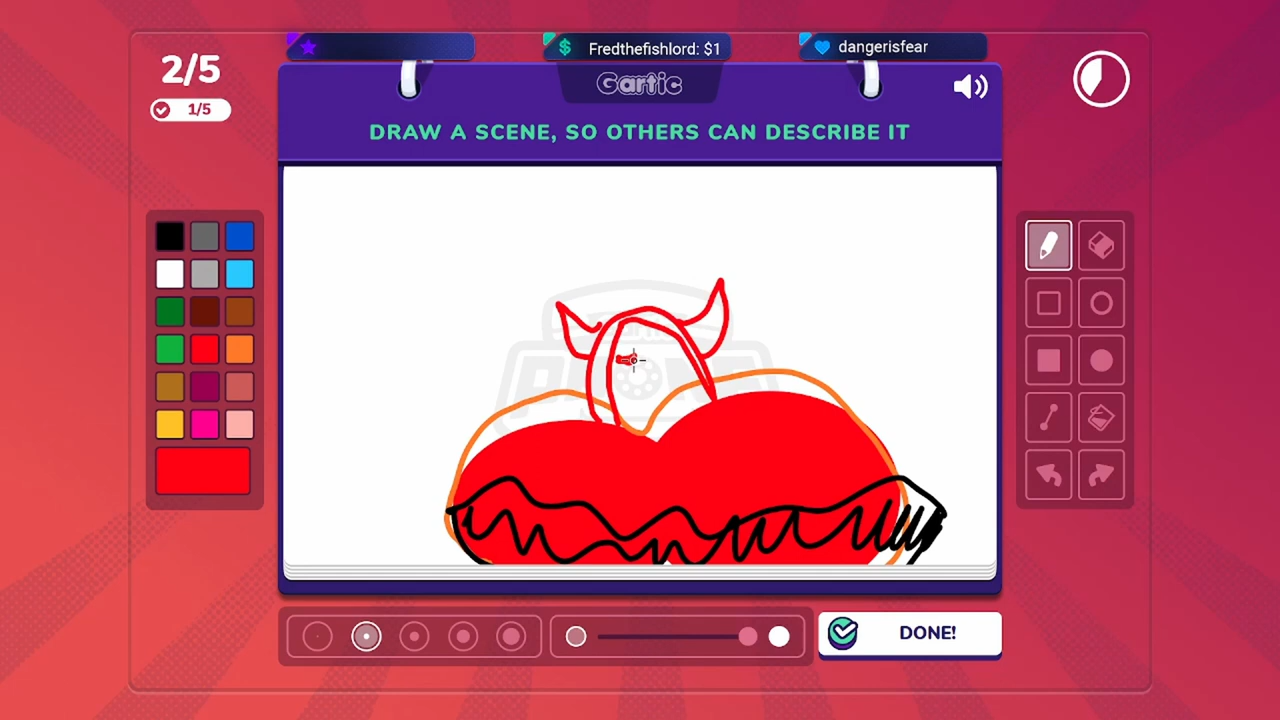 2/5
1/5
Fredthefishlord: $1
dangerisfear
Gartic
DRAW A SCENE, SO OTHERS CAN DESCRIBE IT
DONE!